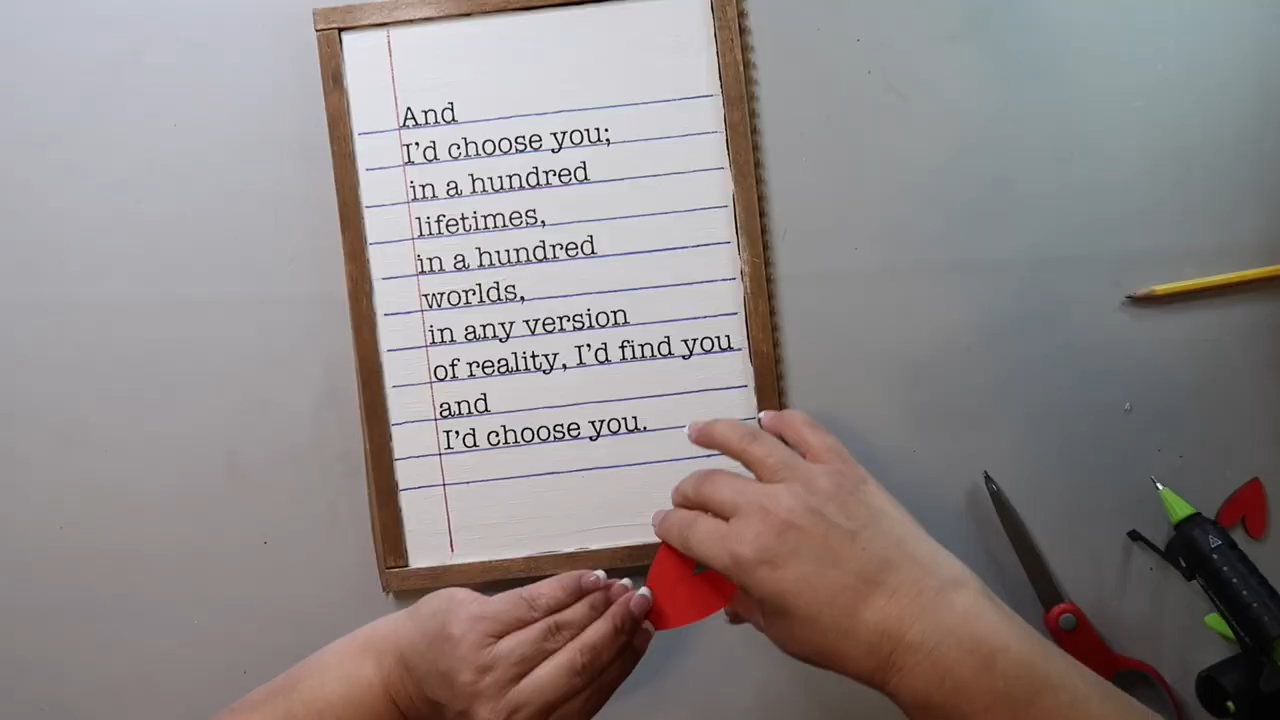 And
I'd choose you;
in a hundred
lifetimes,
in a hundred
worlds,
in any version
of reality, I'd find you
and
I'd choose you.